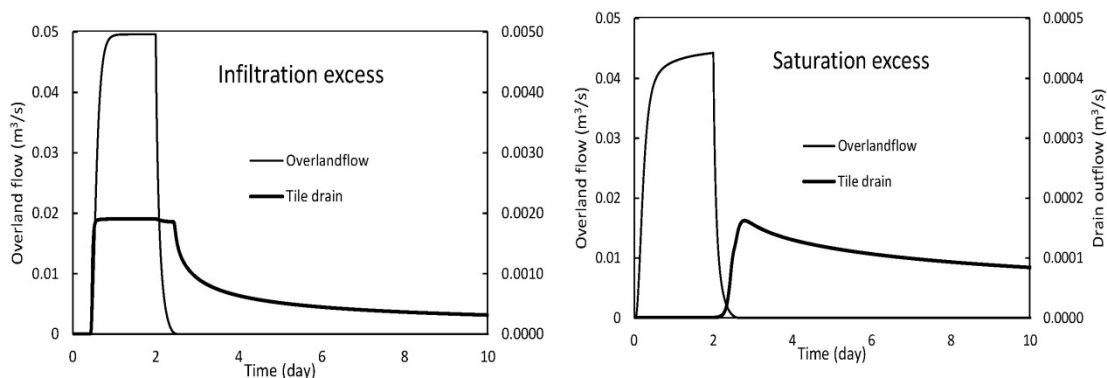 Infiltration excess
Overland flow (m³/s)
0.05
0.04
0.03
0.02
0.01
0
0.0050
0.0040
0.0030
0.0020
0.0010
0.0000
Overlandflow
Tile drain
0 2 4 6 8 10
Time (day)
Saturation excess
Overland flow (m³/s)
0.05
0.04
0.03
0.02
0.01
0
0.0005
0.0004
0.0003
0.0002
0.0001
0.0000
Drain outflow (m³/s)
Overlandflow
Tile drain
0 2 4 6 8 10
Time (day)